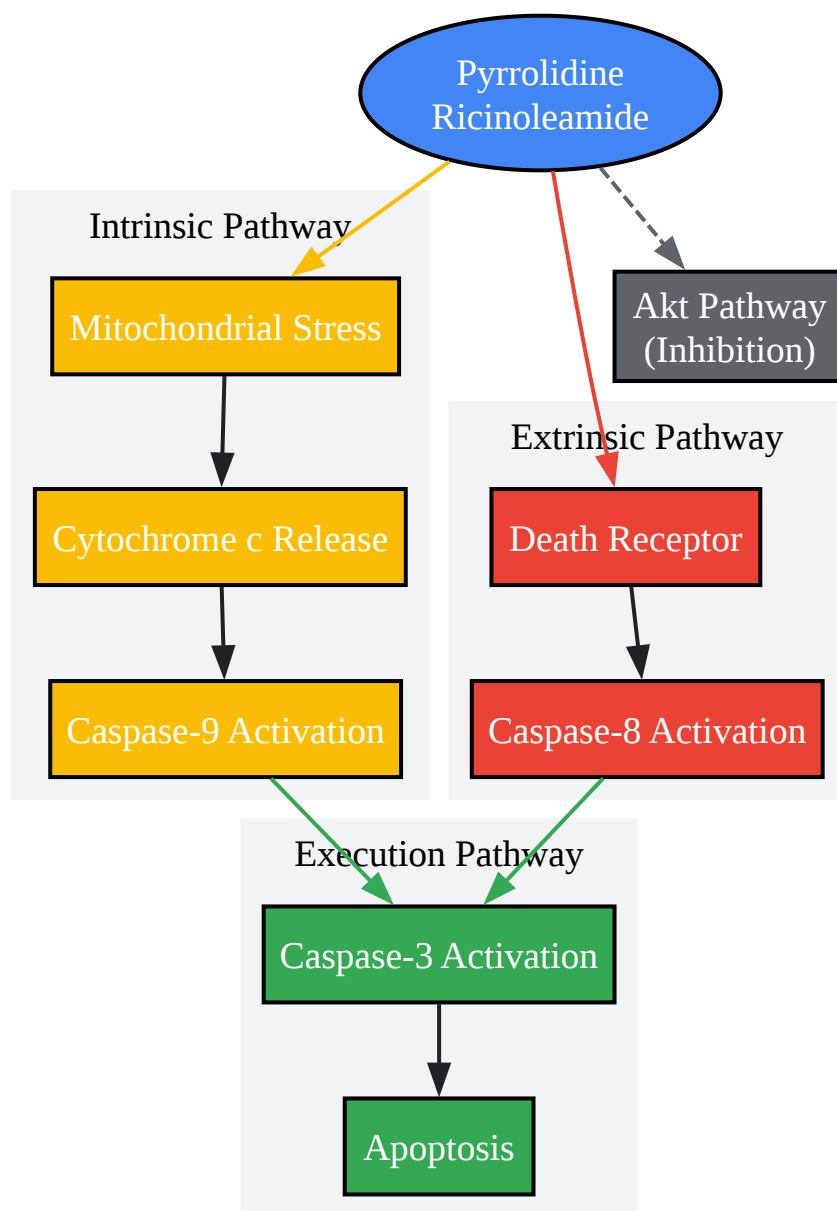 Pyrrolidine
Ricinoleamide
Intrinsic Pathway
Mitochondrial Stress
Cytochrome c Release
Caspase-9 Activation
Akt Pathway
(Inhibition)
Extrinsic Pathway
Death Receptor
Caspase-8 Activation
Execution Pathway
Caspase-3 Activation
Apoptosis